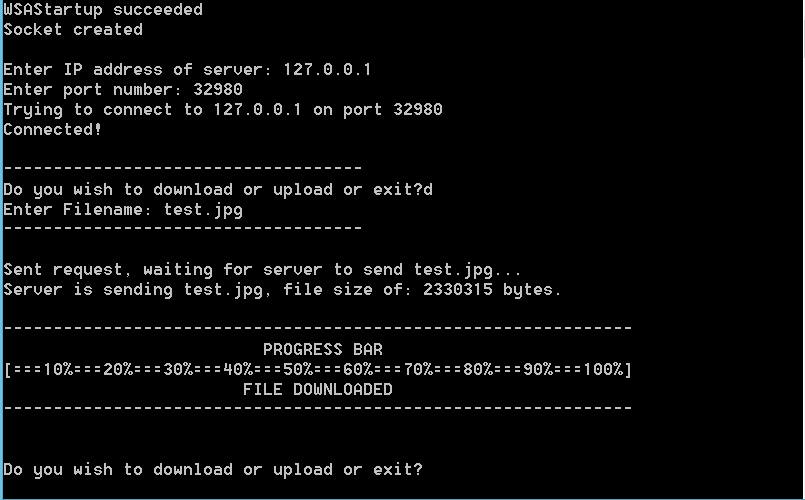 WSAStartup succeeded
Socket created
Enter IP address of server: 127.0.0.1
Enter port number: 32980
Trying to connect to 127.0.0.1 on port 32980
Connected!
------------------------------------
Do you wish to download or upload or exit?d
Enter Filename: test.jpg
------------------------------------
Sent request, waiting for server to send test.jpg...
Server is sending test.jpg, file size of: 2330315 bytes.
---------------------------------------------------------------
PROGRESS BAR
[===10%===20%===30%===40%===50%===60%===70%===80%===90%===100%]
FILE DOWNLOADED
---------------------------------------------------------------
Do you wish to download or upload or exit?